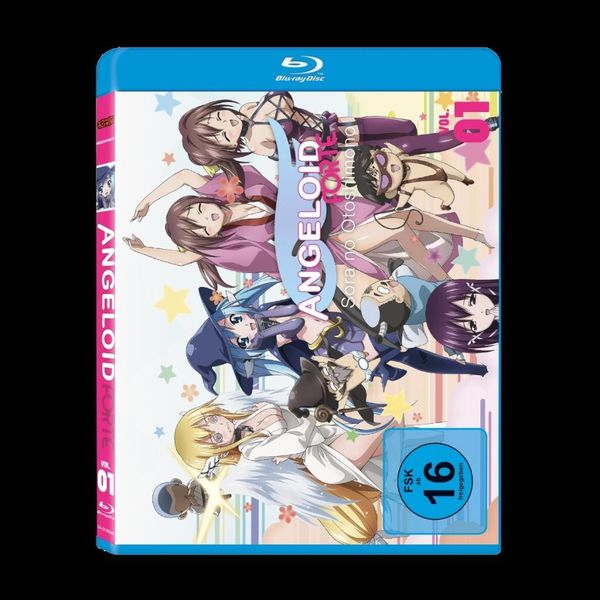 Blu-ray Disc
VOL. 01
ANGELOID
FORTE
Sora no Otoshimono
ANGELOID
FORTE
VOL.
01
FSK
ab
16
freigegeben